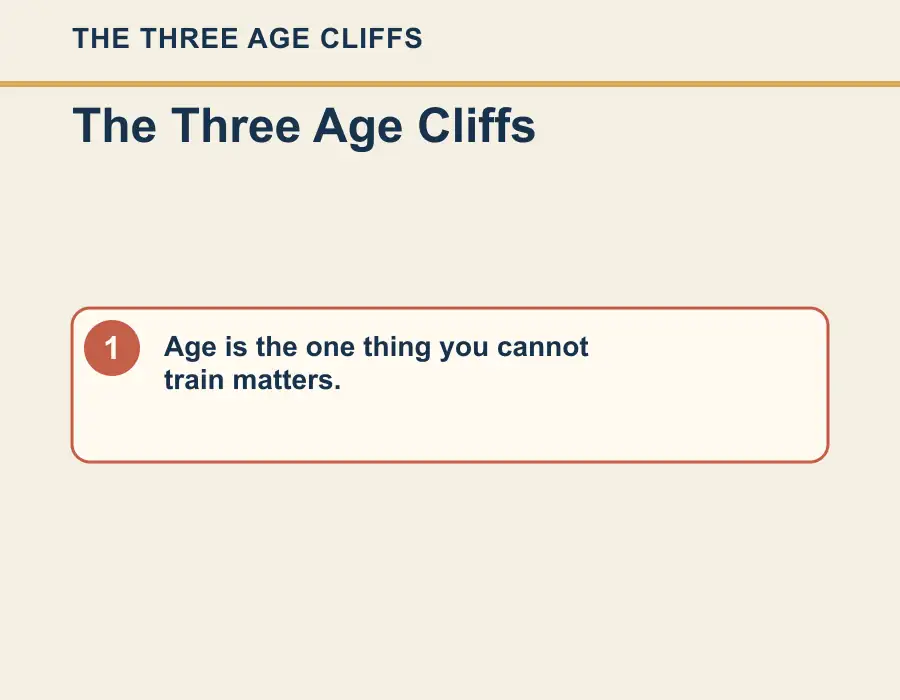 THE THREE AGE CLIFFS
The Three Age Cliffs
1
Age is the one thing you cannot
train matters.